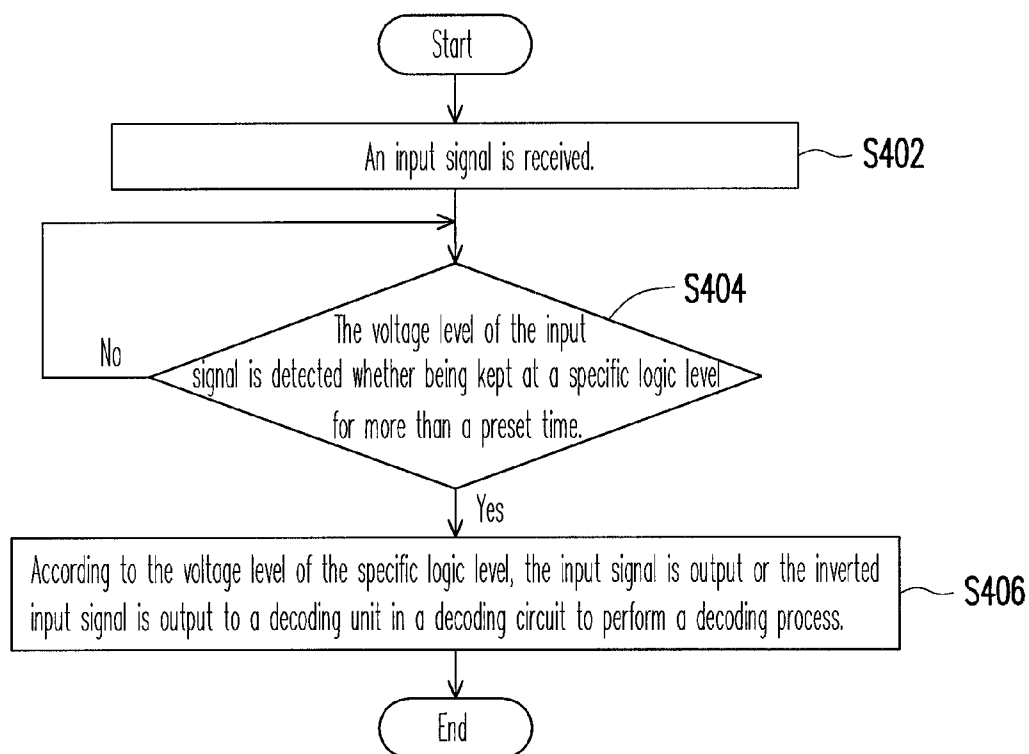 Start
An input signal is received.
S402
S404
The voltage level of the input
signal is detected whether being kept at a specific logic level
for more than a preset time.
No
Yes
According to the voltage level of the specific logic level, the input signal is output or the inverted
input signal is output to a decoding unit in a decoding circuit to perform a decoding process.
S406
End